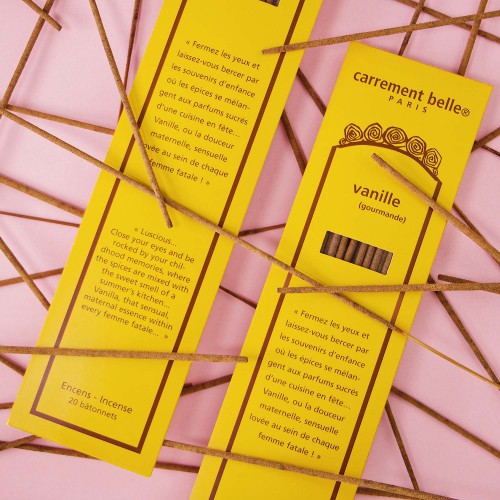 « Fermez les yeux et
laissez-vous bercer par
les souvenirs d'enfance
où les épices se mélan-
gent aux parfums sucrés
d'une cuisine en fête...
Vanille, ou la douceur
maternelle, sensuelle
lovée au sein de chaque
femme fatale ! »
« Luscious...
Close your eyes and be
rocked by your chil-
dhood memories, where
the spices are mixed with
the sweet smell of a
summer's kitchen...
Vanilla, that sensual,
maternal essence within
every femme fatale... »
Encens - Incense
20 bâtonnets
carrement belle®
PARIS
vanille
(gourmande)
« Fermez les yeux et
laissez-vous bercer par
les souvenirs d'enfance
où les épices se mélan-
gent aux parfums sucrés
d'une cuisine en fête...
Vanille, ou la douceur
maternelle, sensuelle
lovée au sein de chaque
femme fatale ! »